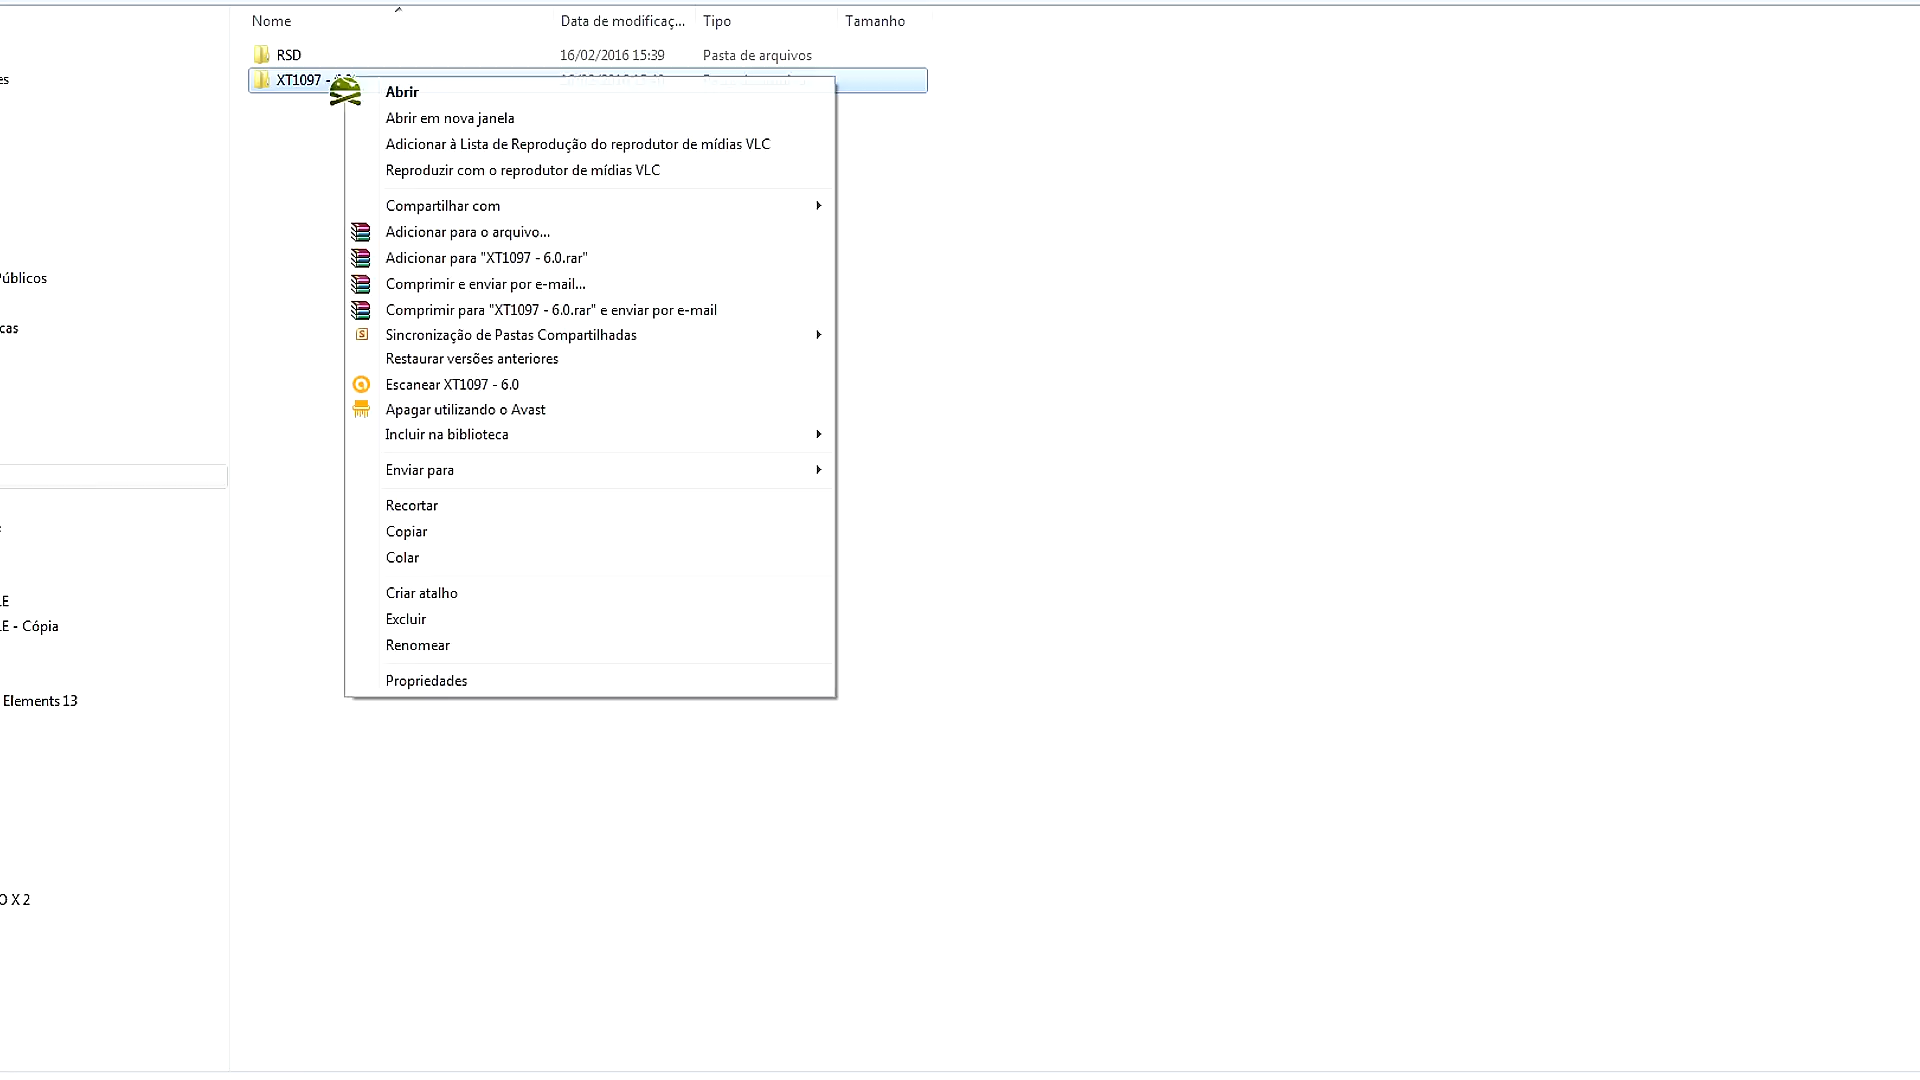 Nome Data de modificaç... Tipo Tamanho
RSD 16/02/2016 15:39 Pasta de arquivos
es
XT1097 -
Abrir
Abrir em nova janela
Adicionar à Lista de Reprodução do reprodutor de mídias VLC
Reproduzir com o reprodutor de mídias VLC
Compartilhar com
Adicionar para o arquivo...
Adicionar para "XT1097 - 6.0.rar"
Públicos
Comprimir e enviar por e-mail...
Comprimir para "XT1097 - 6.0.rar" e enviar por e-mail
cas
Sincronização de Pastas Compartilhadas
Restaurar versões anteriores
Escanear XT1097 - 6.0
Apagar utilizando o Avast
Incluir na biblioteca
Enviar para
Recortar
Copiar
Colar
Criar atalho
LE
Excluir
LE - Cópia
Renomear
Propriedades
Elements 13
O X 2